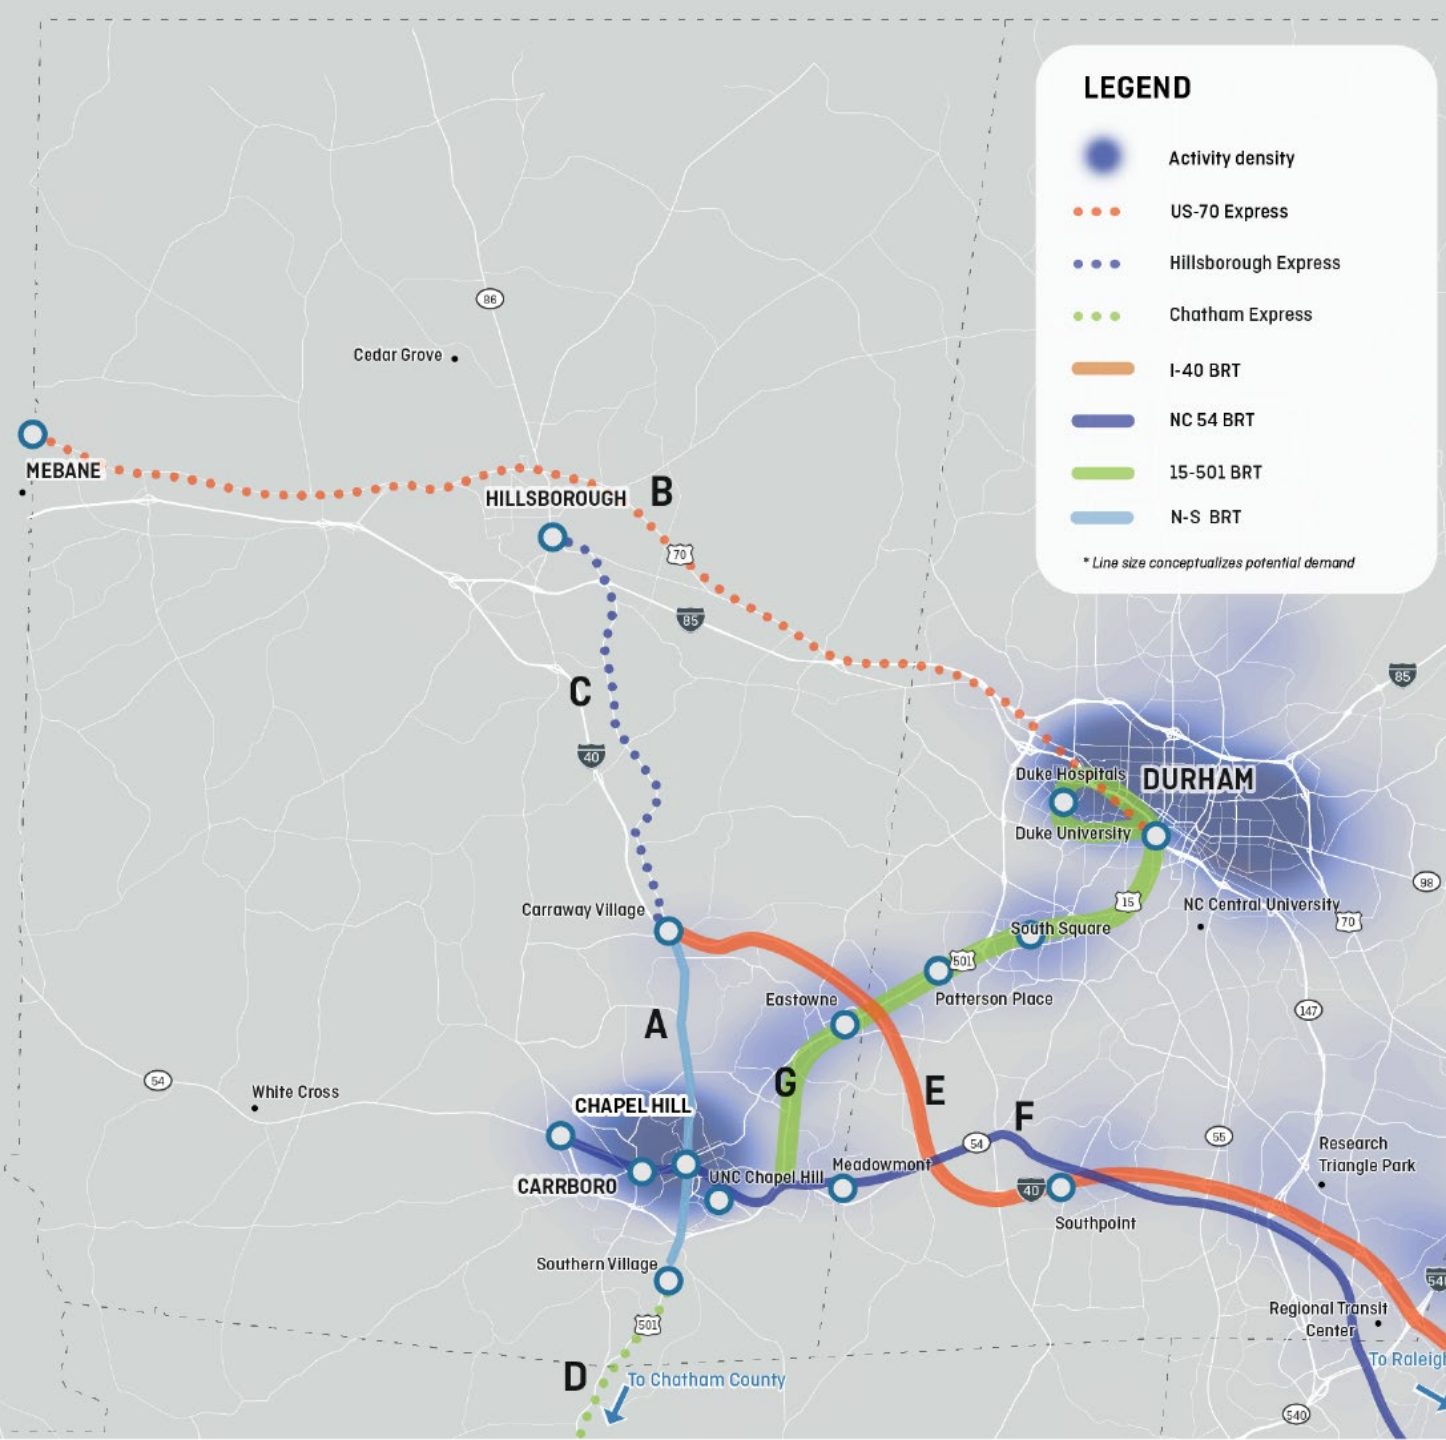 LEGEND
Activity density
US-70 Express
Hillsborough Express
Chatham Express
I-40 BRT
NC 54 BRT
15-501 BRT
N-S BRT
* Line size conceptualizes potential demand
86
Cedar Grove
MEBANE
HILLSBOROUGH
B
70
85
85
C
40
Duke Hospitals
DURHAM
Duke University
98
15
NC Central University
70
Carraway Village
South Square
501
Eastowne
Patterson Place
147
A
G
E
54
White Cross
CHAPEL HILL
F
54
55
Research
Triangle Park
Meadowmont
UNC Chapel Hill
CARRBORO
40
Southpoint
Southern Village
540
Regional Transit
Center
501
D
To Chatham County
To Raleigh
540